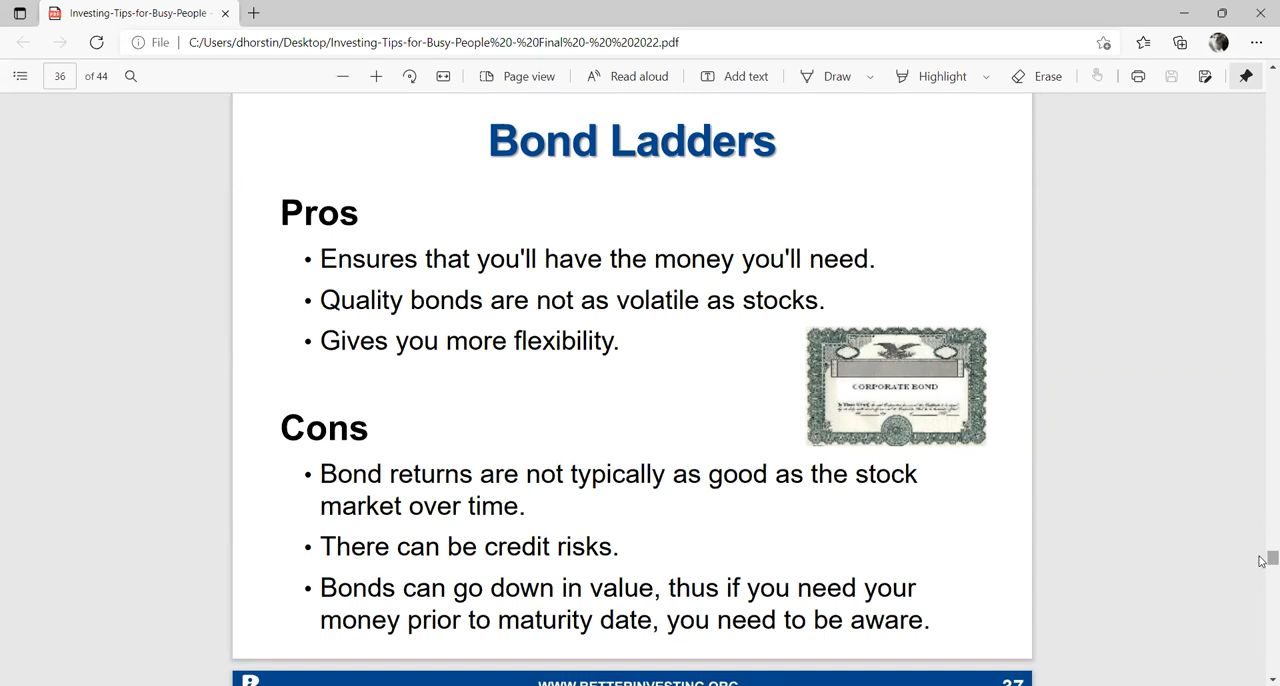 Investing-Tips-for-Busy-People
File | C:/Users/dhorstin/Desktop/Investing-Tips-for-Busy-People%20-%20Final%20-%20%202022.pdf
36 of 44 Page view Read aloud Add text Draw Highlight Erase
Bond Ladders
Pros
• Ensures that you'll have the money you'll need.
• Quality bonds are not as volatile as stocks.
• Gives you more flexibility.
CORPORATE BOND
Cons
• Bond returns are not typically as good as the stock
market over time.
• There can be credit risks.
• Bonds can go down in value, thus if you need your
money prior to maturity date, you need to be aware.
WWW.BETTERINVESTING.ORG 37